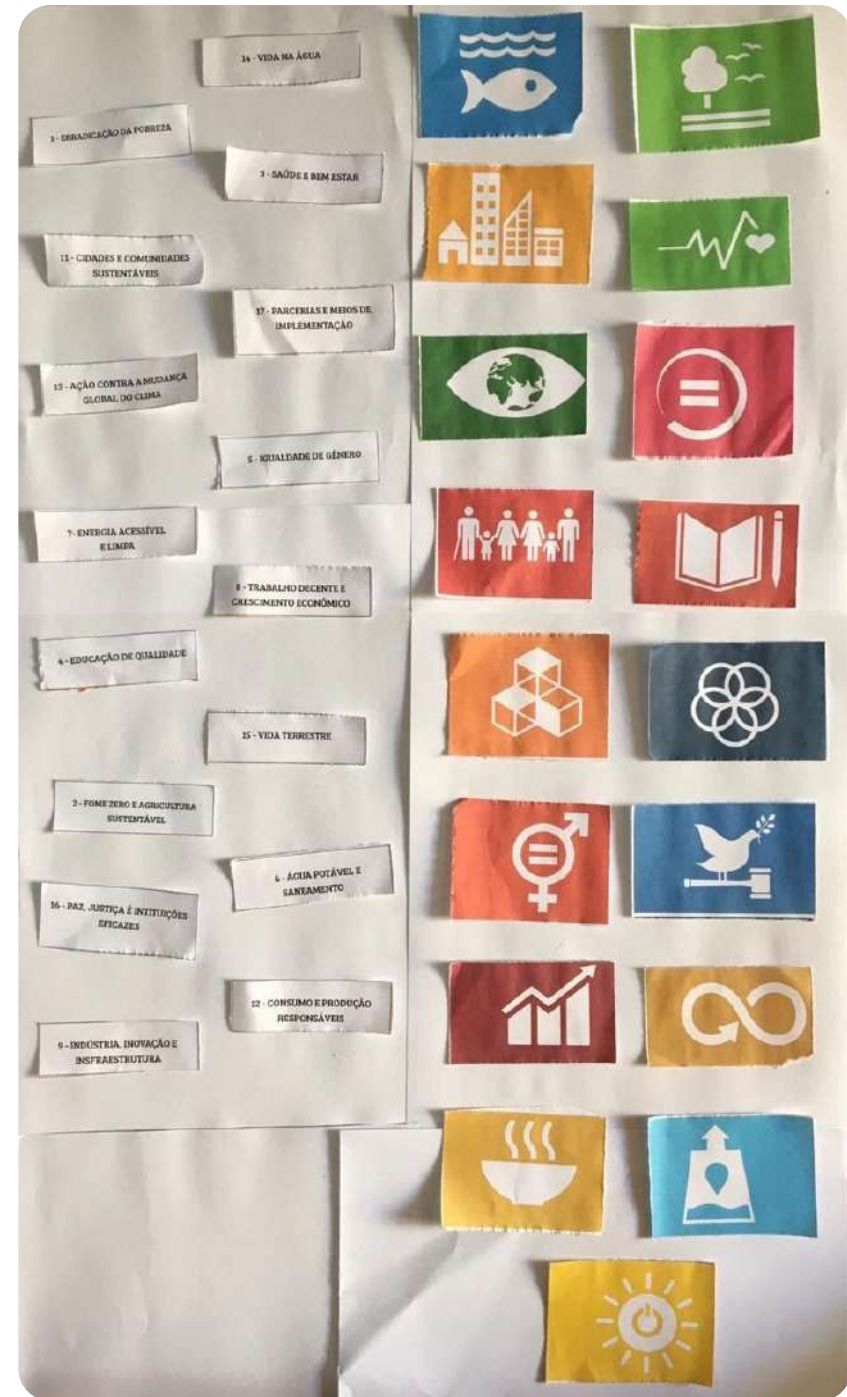 14 - VIDA NA ÁGUA
1 - ERRADICAÇÃO DA POBREZA
3 - SAÚDE E BEM ESTAR
11 - CIDADES E COMUNIDADES
SUSTENTÁVEIS
17 - PARCERIAS E MEIOS DE
IMPLEMENTAÇÃO
13 - AÇÃO CONTRA A MUDANÇA
GLOBAL DO CLIMA
5 - IGUALDADE DE GÊNERO
7 - ENERGIA ACESSÍVEL
E LIMPA
8 - TRABALHO DECENTE E
CRESCIMENTO ECONÔMICO
4 - EDUCAÇÃO DE QUALIDADE
15 - VIDA TERRESTRE
2 - FOME ZERO E AGRICULTURA
SUSTENTÁVEL
6 - ÁGUA POTÁVEL E
SANEAMENTO
16 - PAZ, JUSTIÇA E INSTITUIÇÕES
EFICAZES
12 - CONSUMO E PRODUÇÃO
RESPONSÁVEIS
9 - INDÚSTRIA, INOVAÇÃO E
INSFRAESTRUTURA